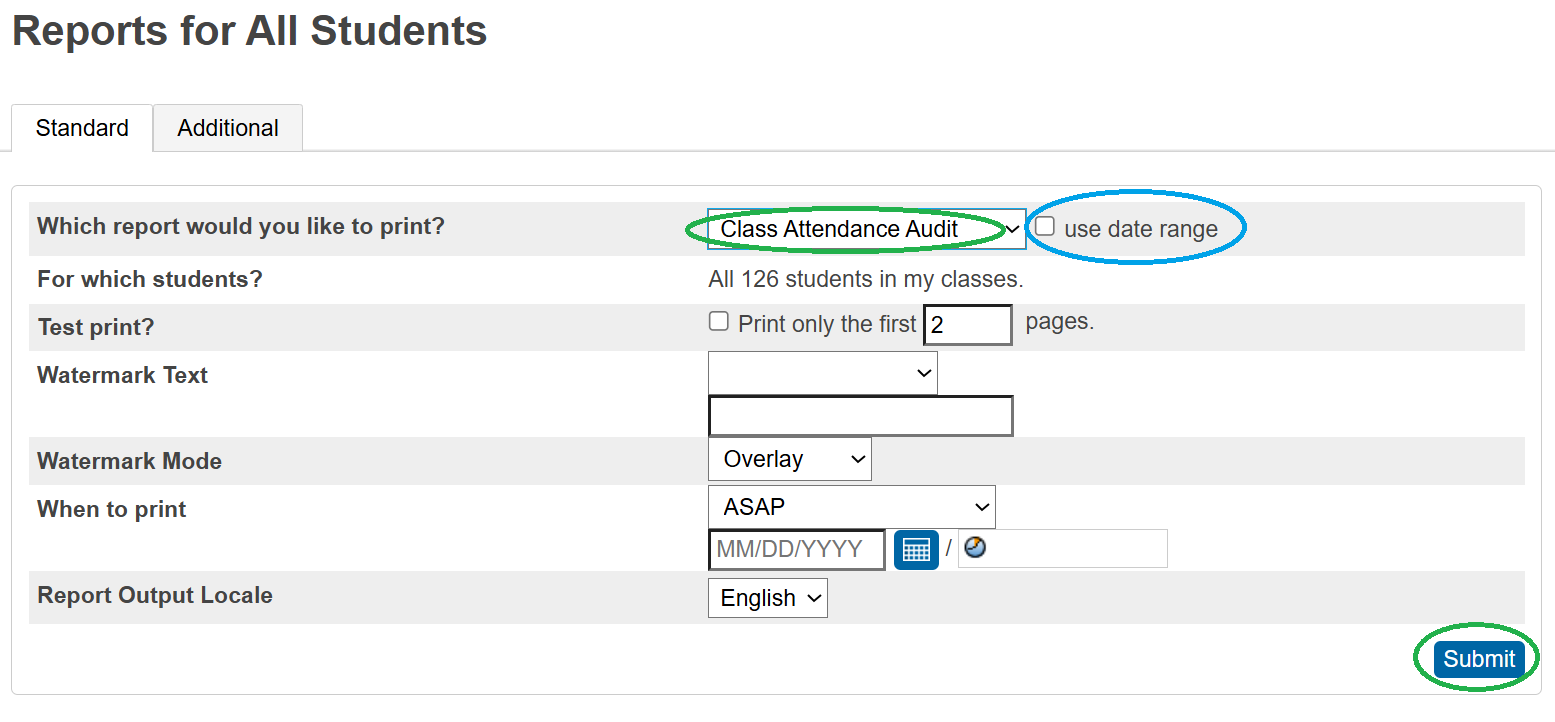 Reports for All Students
Standard Additional
Which report would you like to print? Class Attendance Audit use date range
For which students? All 126 students in my classes.
Test print? Print only the first 2 pages.
Watermark Text
Watermark Mode Overlay
When to print ASAP
MM/DD/YYYY /
Report Output Locale English
Submit